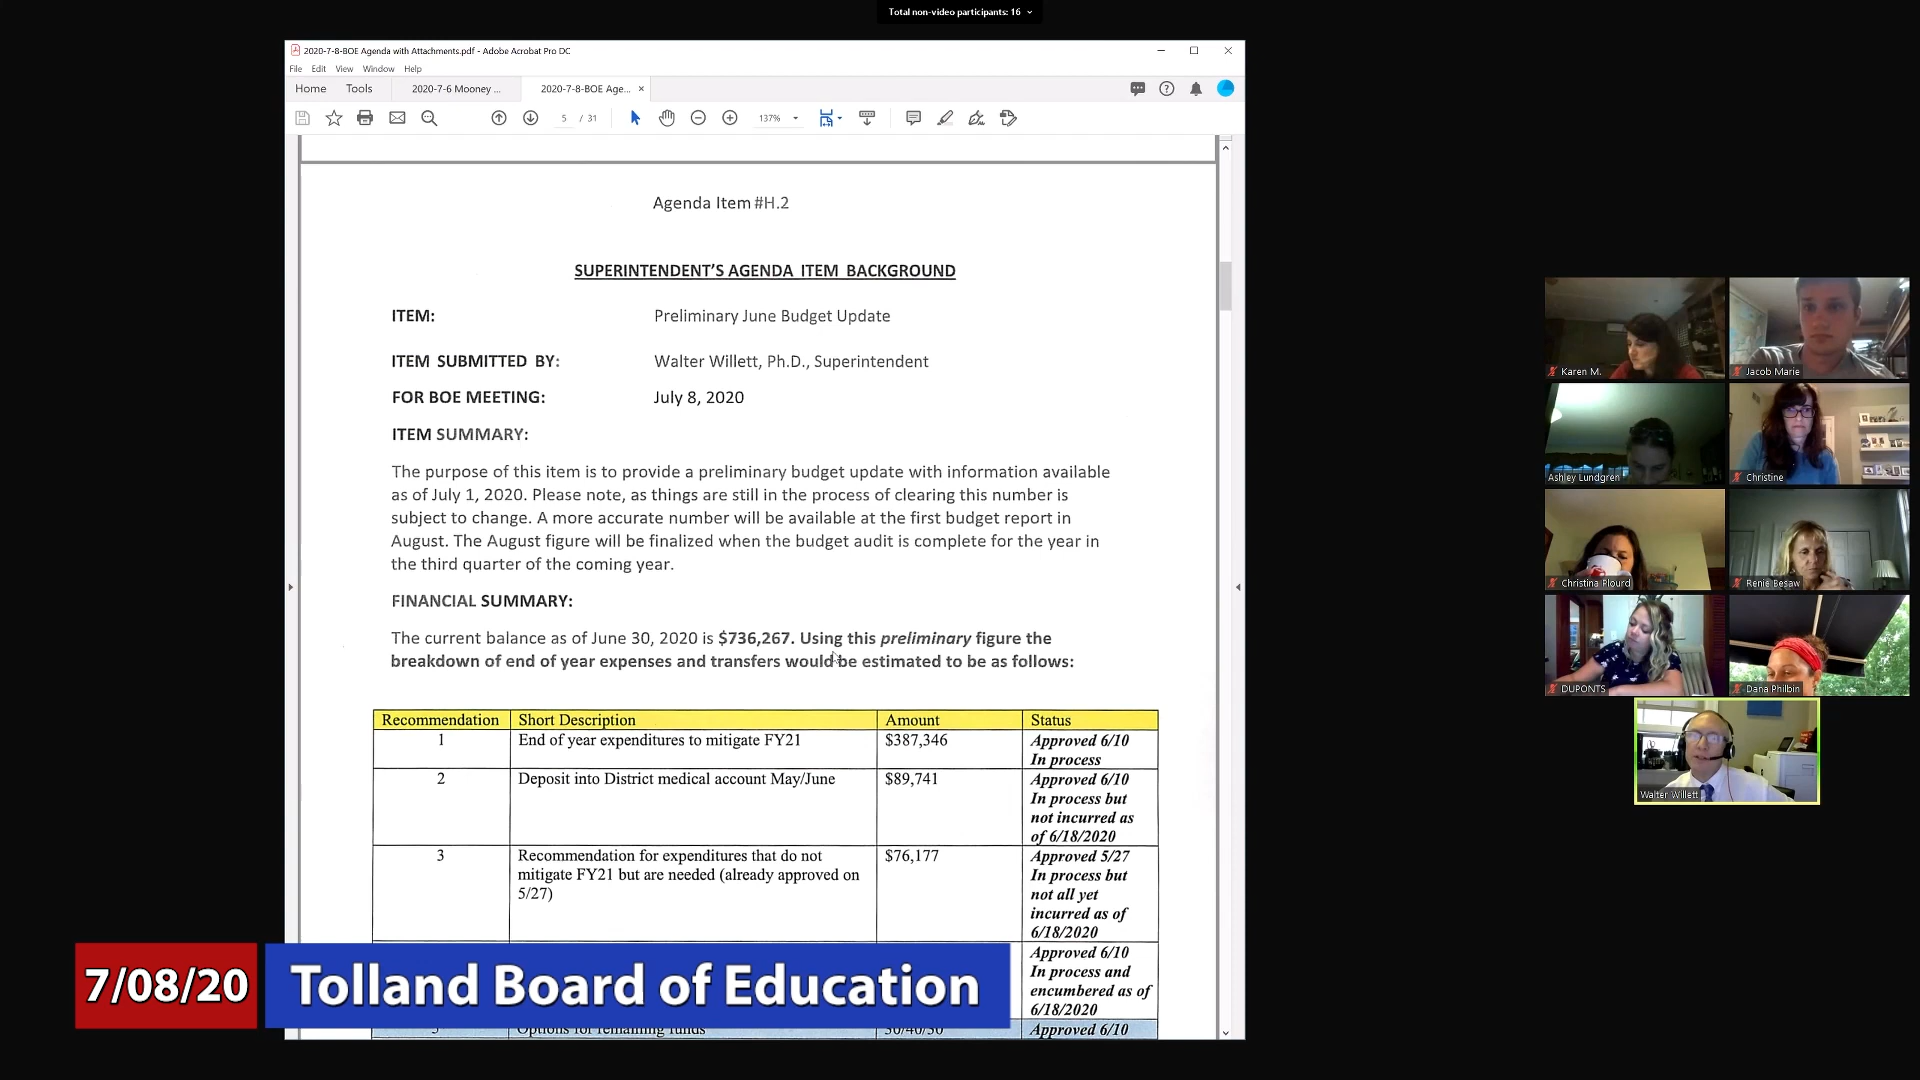 Total non-video participants: 16
2020-7-8-BOE Agenda with Attachments.pdf - Adobe Acrobat Pro DC
File Edit View Window Help
Home Tools 2020-7-6 Mooney ... 2020-7-8-BOE Age... ×
5 / 31 137%
Agenda Item #H.2
SUPERINTENDENT'S AGENDA ITEM BACKGROUND
ITEM: Preliminary June Budget Update
ITEM SUBMITTED BY: Walter Willett, Ph.D., Superintendent
FOR BOE MEETING: July 8, 2020
ITEM SUMMARY:
The purpose of this item is to provide a preliminary budget update with information available
as of July 1, 2020. Please note, as things are still in the process of clearing this number is
subject to change. A more accurate number will be available at the first budget report in
August. The August figure will be finalized when the budget audit is complete for the year in
the third quarter of the coming year.
FINANCIAL SUMMARY:
The current balance as of June 30, 2020 is $736,267. Using this preliminary figure the
breakdown of end of year expenses and transfers would be estimated to be as follows:
Recommendation Short Description Amount Status
1 End of year expenditures to mitigate FY21 $387,346 Approved 6/10
In process
2 Deposit into District medical account May/June $89,741 Approved 6/10
In process but
not incurred as
of 6/18/2020
3 Recommendation for expenditures that do not $76,177 Approved 5/27
mitigate FY21 but are needed (already approved on In process but
5/27) not all yet
incurred as of
6/18/2020
Approved 6/10
In process and
encumbered as of
6/18/2020
Options for remaining funds Approved 6/10
7/08/20 Tolland Board of Education
Karen M. Jacob Marie
Ashley Lundgren Christine
Christina Plourd Renie Besaw
DUPONTS Dana Philbin
Walter Willett